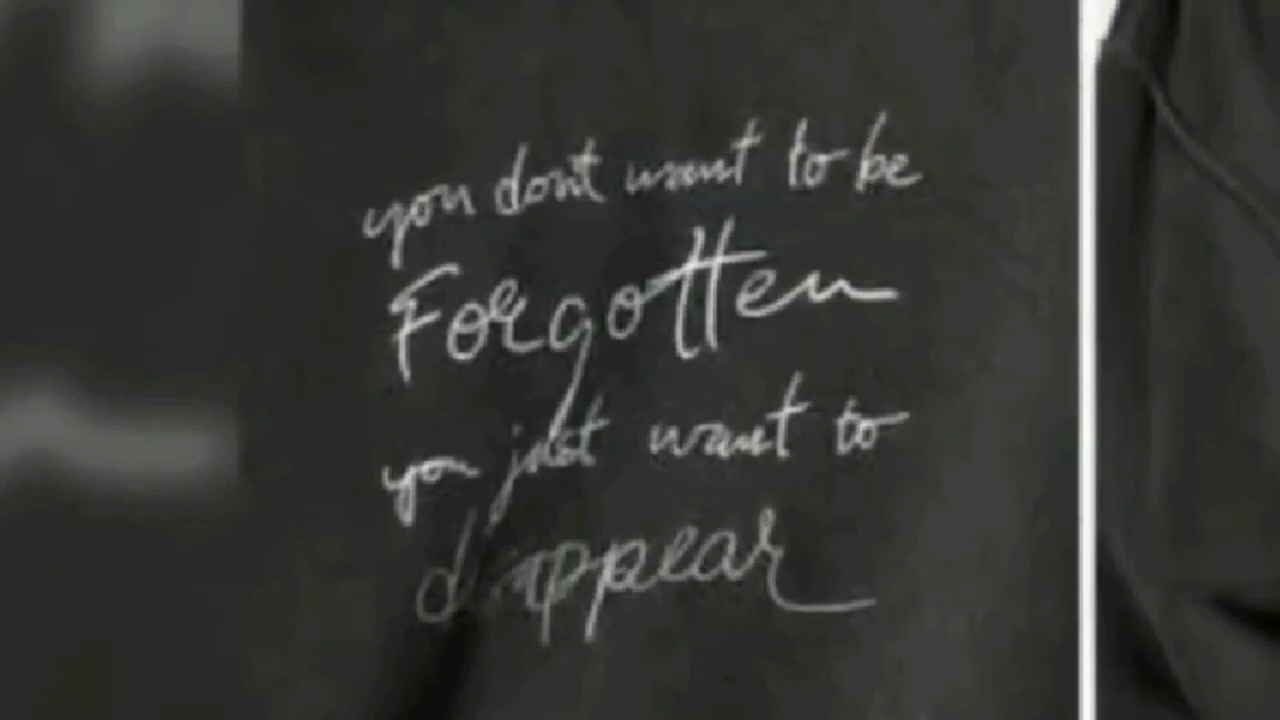 you dont want to be
Forgotten
you just want to
disappear